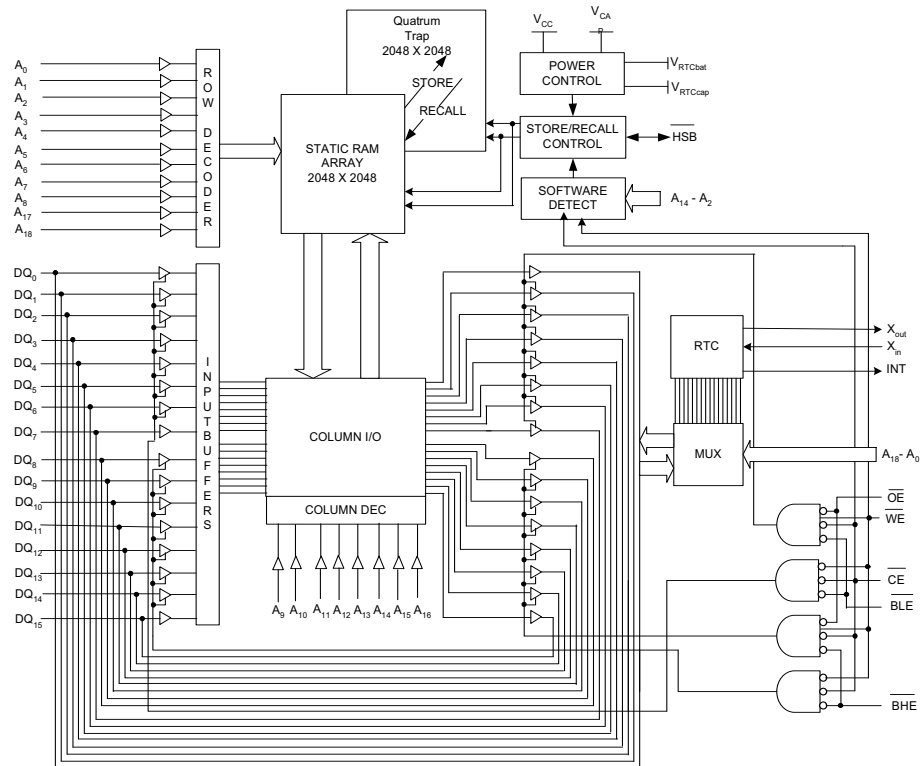 Quatrum
Trap
2048 X 2048
STORE
RECALL
STATIC RAM
ARRAY
2048 X 2048
A0
A1
A2
A3
A4
A5
A6
A7
A8
A17
A18
ROW DECODER
VCC
VCAP
POWER
CONTROL
VRTCbat
VRTCcap
STORE/RECALL
CONTROL
HSB
SOFTWARE
DETECT
A14 - A2
DQ0
DQ1
DQ2
DQ3
DQ4
DQ5
DQ6
DQ7
DQ8
DQ9
DQ10
DQ11
DQ12
DQ13
DQ14
DQ15
INPUTBUFFERS
COLUMN I/O
COLUMN DEC
A9
A10
A11
A12
A13
A14
A15
A16
RTC
Xout
Xin
INT
MUX
A18- A0
OE
WE
CE
BLE
BHE